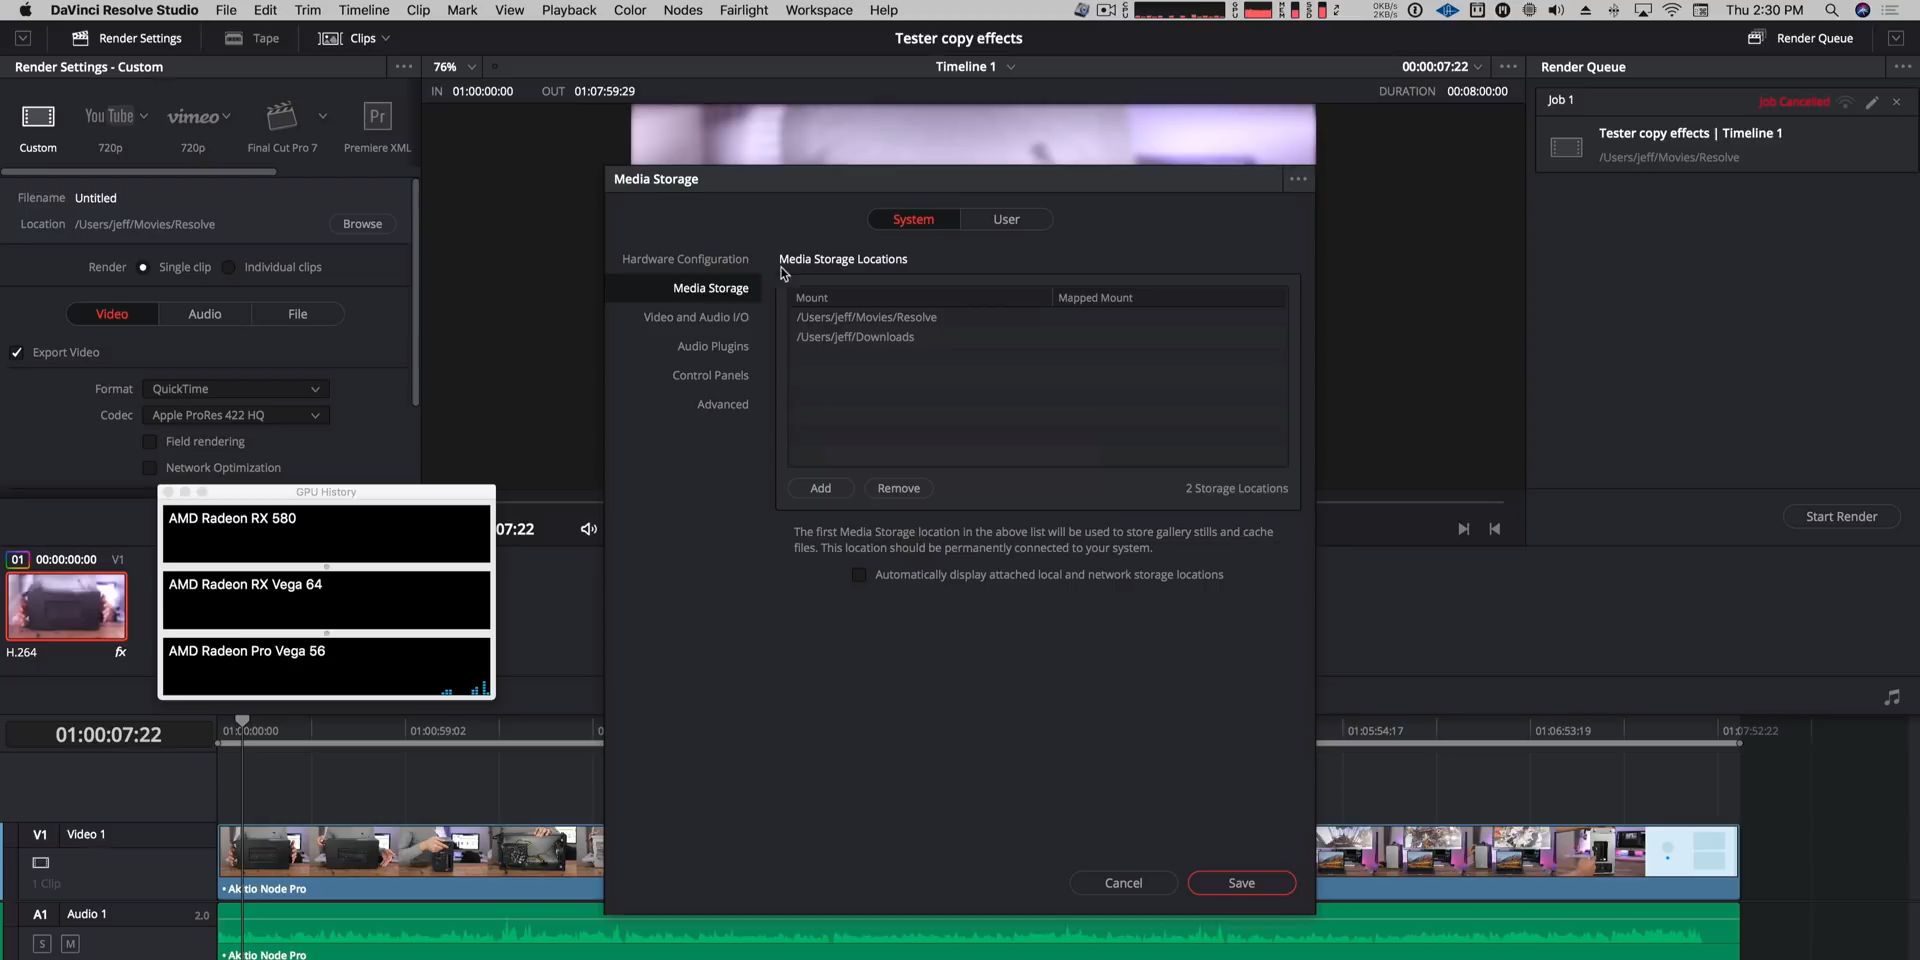 DaVinci Resolve Studio File Edit Trim Timeline Clip Mark View Playback Color Nodes Fairlight Workspace Help
0KB/s
2KB/s
Thu 2:30 PM
Render Settings Tape Clips
Tester copy effects
Render Queue
Render Settings - Custom
76%
Timeline 1
00:00:07:22
Render Queue
IN 01:00:00:00 OUT 01:07:59:29
DURATION 00:08:00:00
Job 1
Job Cancelled
Tester copy effects | Timeline 1
/Users/jeff/Movies/Resolve
YouTube vimeo Pr
Custom 720p 720p Final Cut Pro 7 Premiere XML
Filename Untitled
Location /Users/jeff/Movies/Resolve Browse
Render Single clip Individual clips
Video Audio File
Export Video
Format QuickTime
Codec Apple ProRes 422 HQ
Field rendering
Network Optimization
Media Storage
System User
Hardware Configuration
Media Storage
Video and Audio I/O
Audio Plugins
Control Panels
Advanced
Media Storage Locations
Mount Mapped Mount
/Users/jeff/Movies/Resolve
/Users/jeff/Downloads
Add Remove 2 Storage Locations
The first Media Storage location in the above list will be used to store gallery stills and cache
files. This location should be permanently connected to your system.
Automatically display attached local and network storage locations
Cancel Save
Start Render
GPU History
AMD Radeon RX 580
AMD Radeon RX Vega 64
AMD Radeon Pro Vega 56
07:22
01 00:00:00:00 V1
H.264 fx
01:00:07:22
01:00:00:00 01:00:59:02 01:05:54:17 01:06:53:19 01:07:52:22
V1 Video 1
1 Clip
• Akitio Node Pro
A1 Audio 1 2.0
S M
• Akitio Node Pro